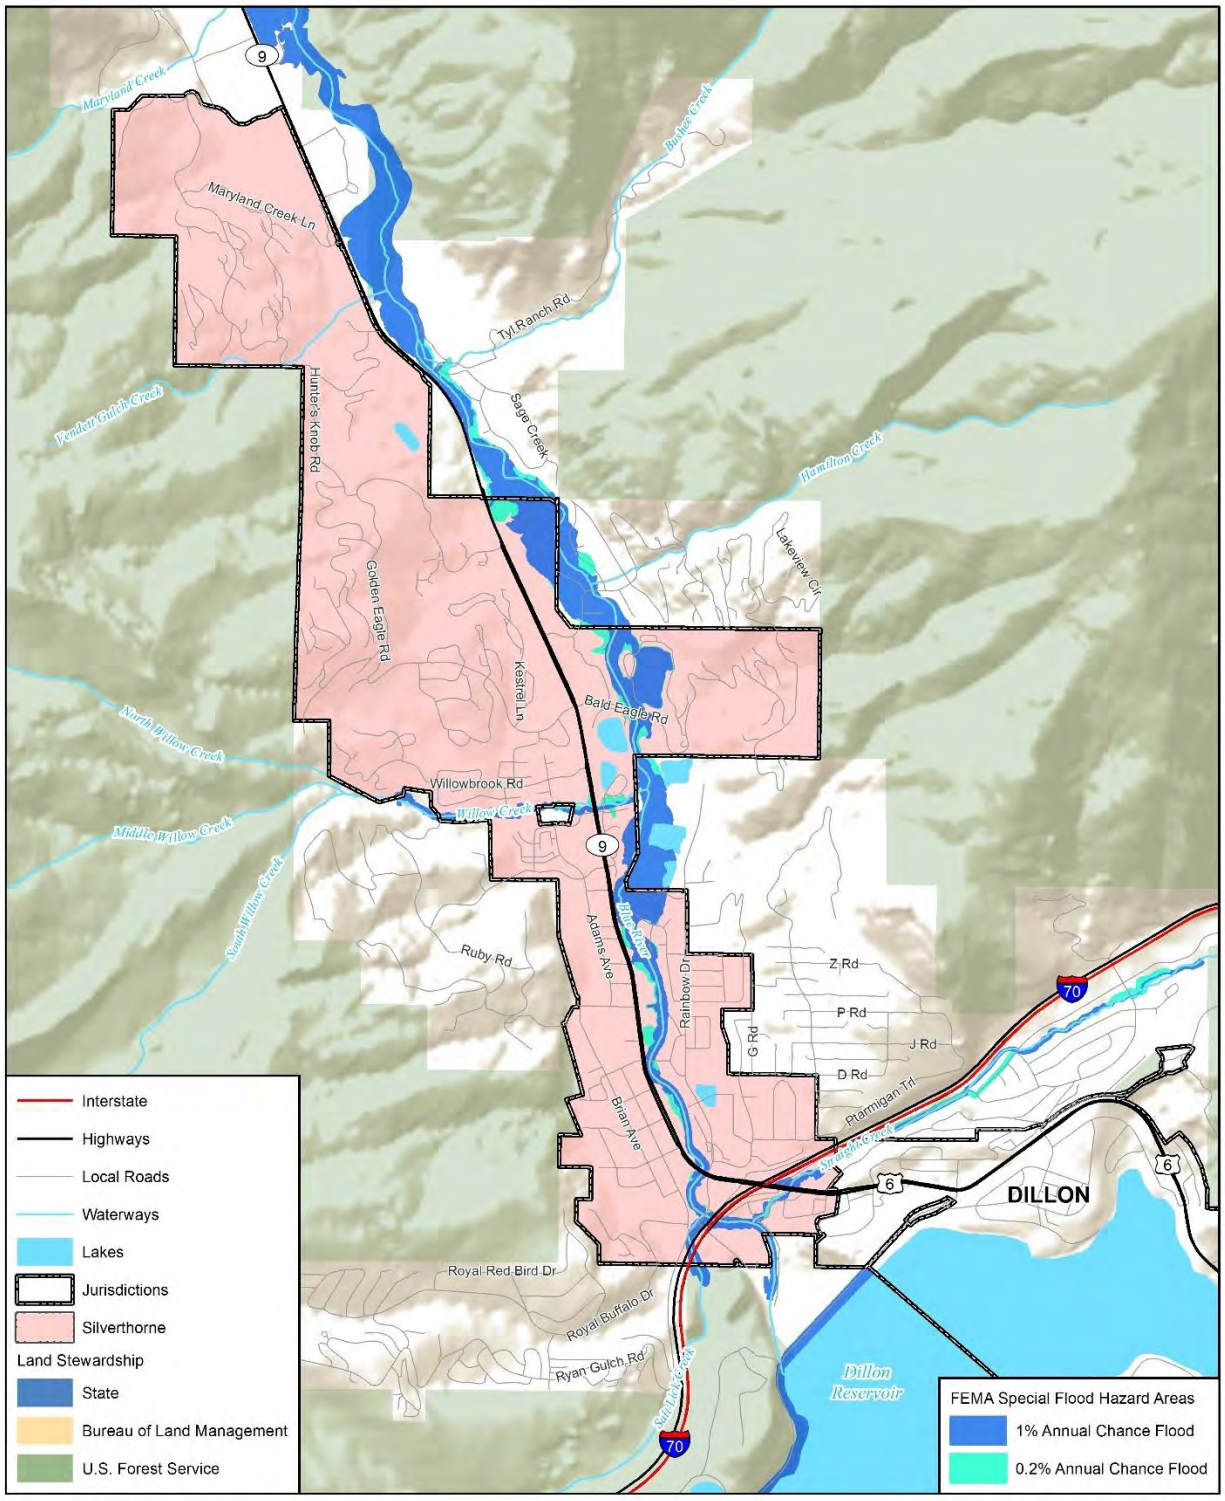 9
Maryland Creek
Bushee Creek
Maryland Creek Ln
Tyl Ranch Rd
Hunter's Knob Rd
Vendett Gulch Creek
Sage Creek
Hamilton Creek
Lakeview Cir
Golden Eagle Rd
Kestrel Ln
Bald Eagle Rd
North Willow Creek
Willowbrook Rd
Willow Creek
Middle Willow Creek
9
South Willow Creek
Blue River
Adams Ave
Ruby Rd
Rainbow Dr
Z Rd
70
P Rd
G Rd
J Rd
D Rd
Ptarmigan Trl
Brian Ave
Straight Creek
6
6
DILLON
Royal Red Bird Dr
Royal Buffalo Dr
Ryan Gulch Rd
Salt Lick Creek
Dillon
Reservoir
70
Interstate
Highways
Local Roads
Waterways
Lakes
Jurisdictions
Silverthorne
Land Stewardship
State
Bureau of Land Management
U.S. Forest Service
FEMA Special Flood Hazard Areas
1% Annual Chance Flood
0.2% Annual Chance Flood